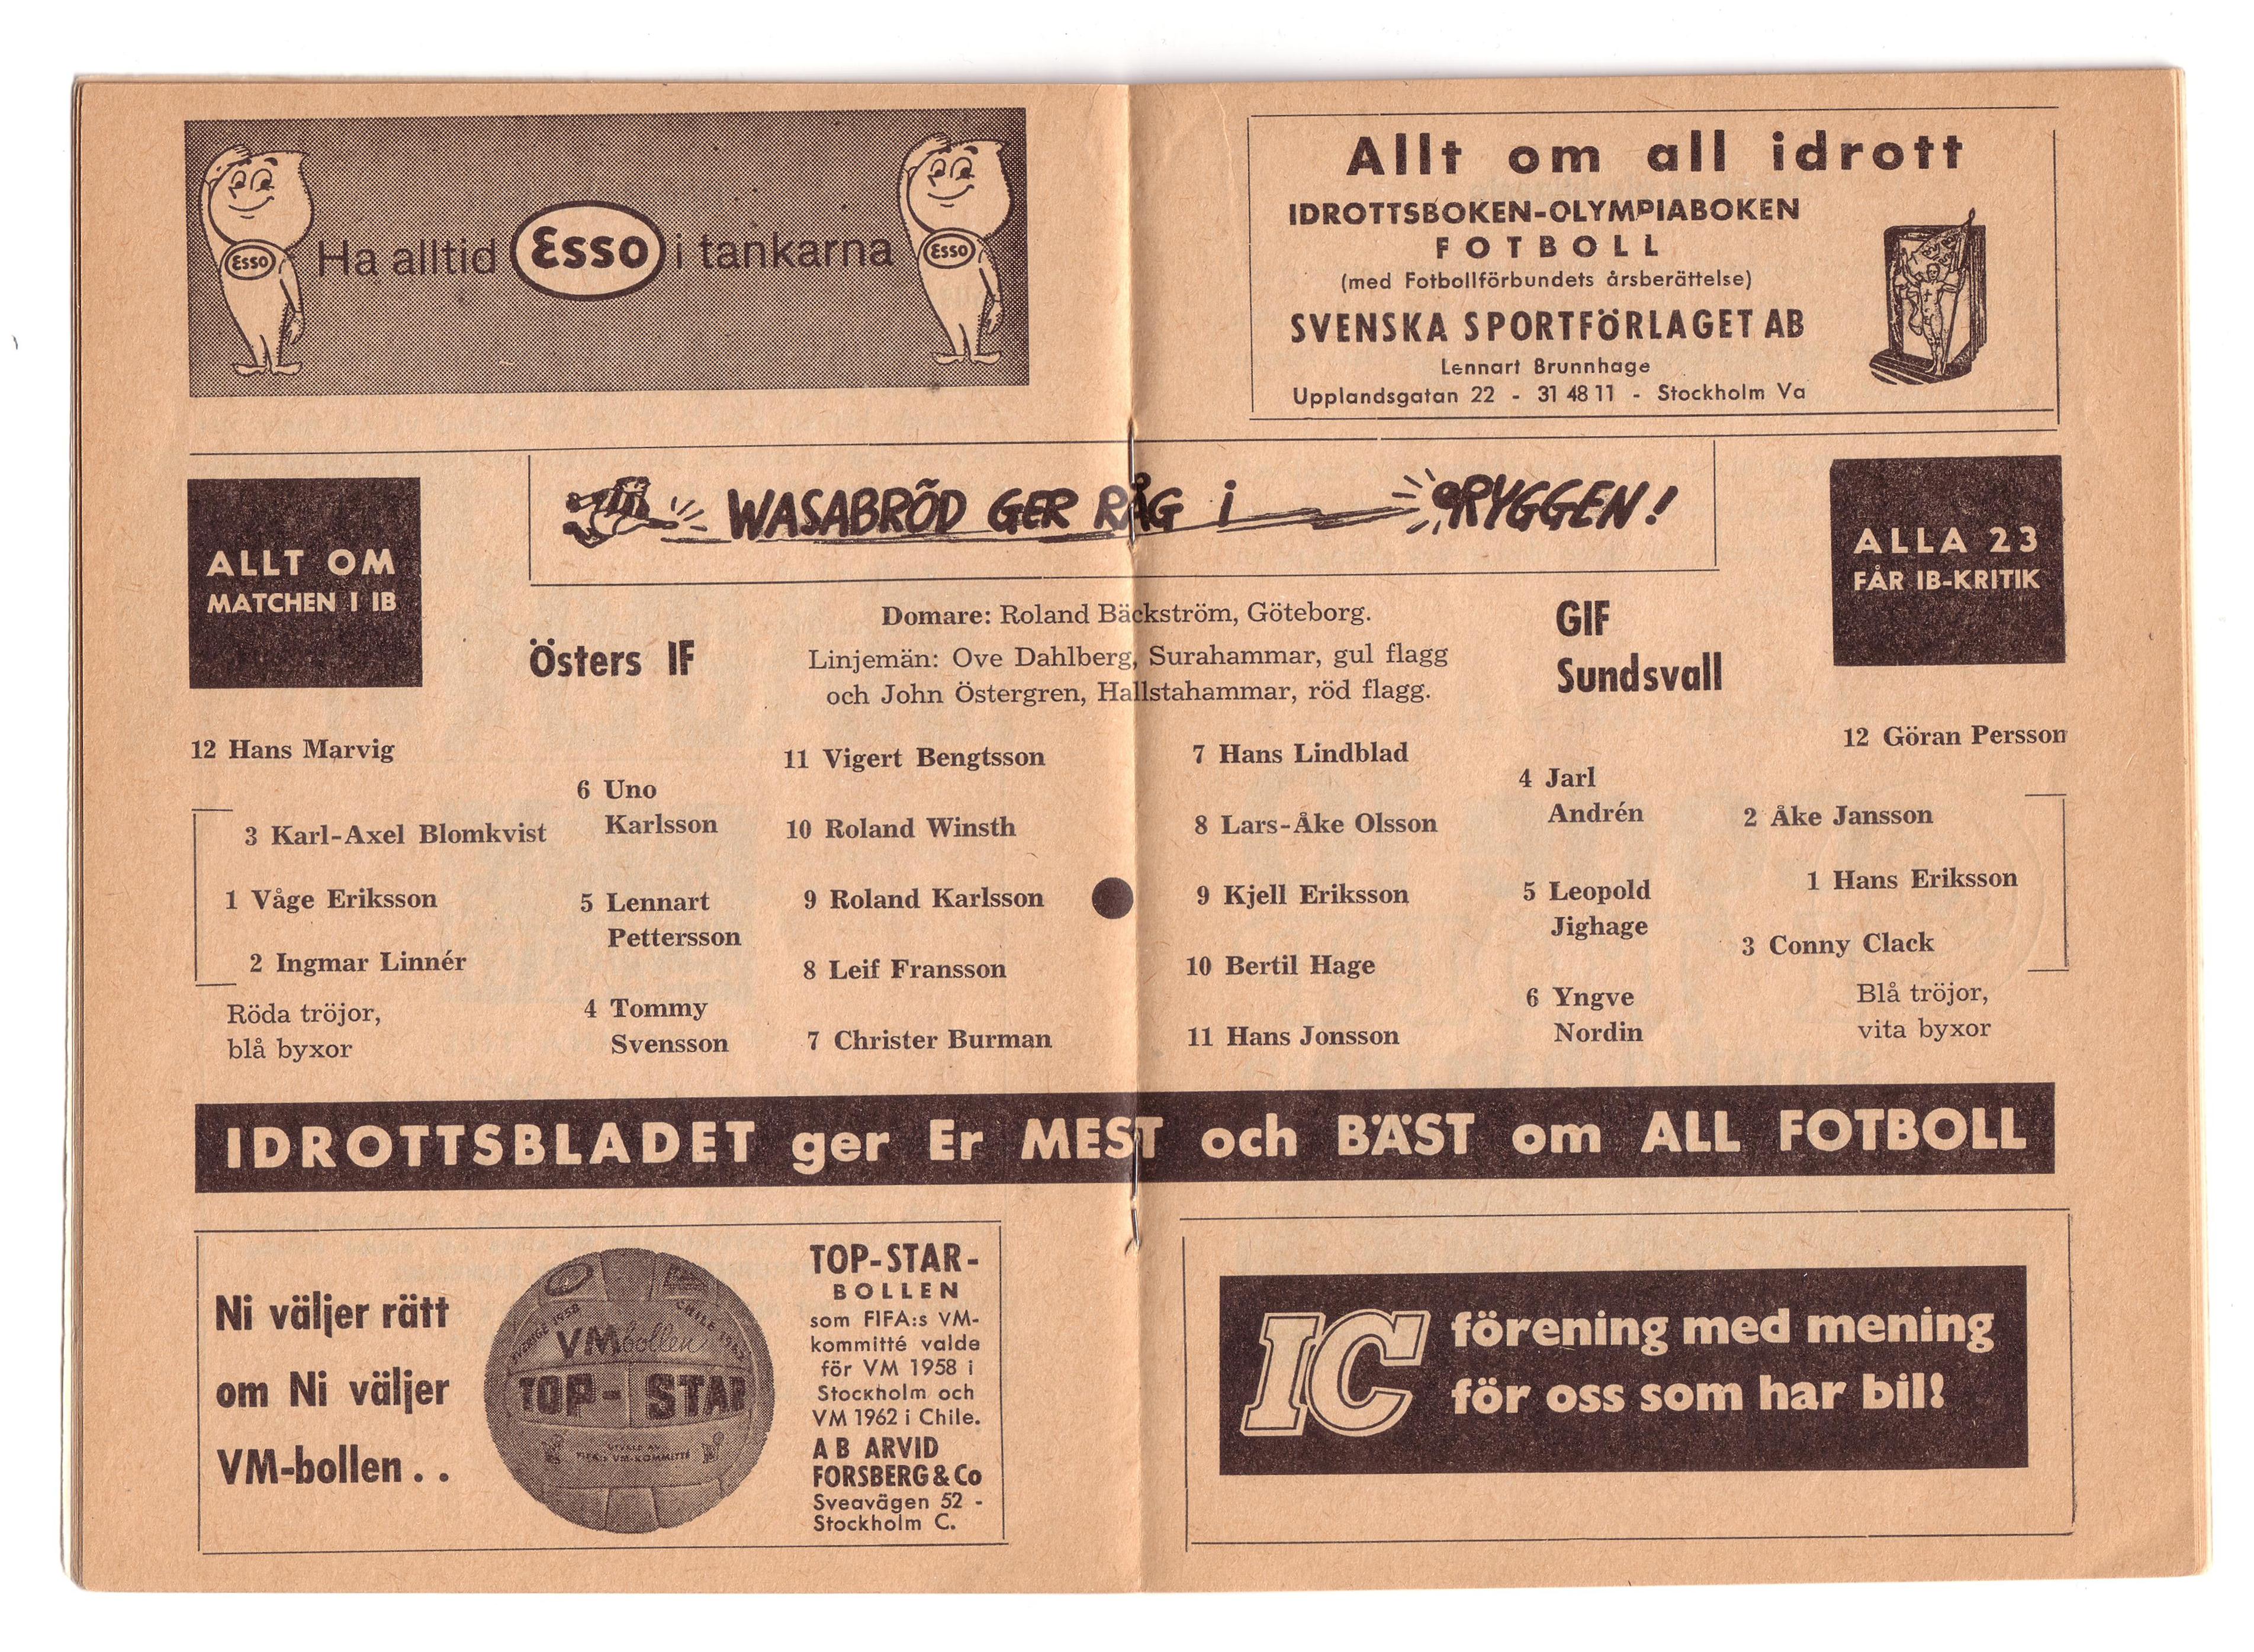 Ha alltid Esso i tankarna
Esso
Esso
Allt om all idrott
IDROTTSBOKEN-OLYMPIABOKEN
FOTBOLL
(med Fotbollförbundets årsberättelse)
SVENSKA SPORTFÖRLAGET AB
Lennart Brunnhage
Upplandsgatan 22 - 31 48 11 - Stockholm Va
ALLT OM
MATCHEN I IB
WASABRÖD GER RÅG i RYGGEN!
ALLA 23
FÅR IB-KRITIK
Östers IF
Domare: Roland Bäckström, Göteborg.
Linjemän: Ove Dahlberg, Surahammar, gul flagg
och John Östergren, Hallstahammar, röd flagg.
GIF
Sundsvall
12 Hans Marvig
3 Karl-Axel Blomkvist
1 Våge Eriksson
2 Ingmar Linnér
Röda tröjor,
blå byxor
6 Uno
Karlsson
5 Lennart
Pettersson
4 Tommy
Svensson
11 Vigert Bengtsson
10 Roland Winsth
9 Roland Karlsson
8 Leif Fransson
7 Christer Burman
7 Hans Lindblad
8 Lars-Åke Olsson
9 Kjell Eriksson
10 Bertil Hage
11 Hans Jonsson
4 Jarl
Andrén
5 Leopold
Jighage
6 Yngve
Nordin
12 Göran Persson
2 Åke Jansson
1 Hans Eriksson
3 Conny Clack
Blå tröjor,
vita byxor
IDROTTSBLADET ger Er MEST och BÄST om ALL FOTBOLL
Ni väljer rätt
om Ni väljer
VM-bollen . .
SVERIGE 1958
CHILE 1962
VM bollen
TOP-STAR
UTVALD AV
FIFA:S VM-KOMMITTÉ
TOP-STAR-
BOLLEN
som FIFA:s VM-
kommitté valde
för VM 1958 i
Stockholm och
VM 1962 i Chile.
AB ARVID
FORSBERG & Co
Sveavägen 52 -
Stockholm C.
IC
förening med mening
för oss som har bil!